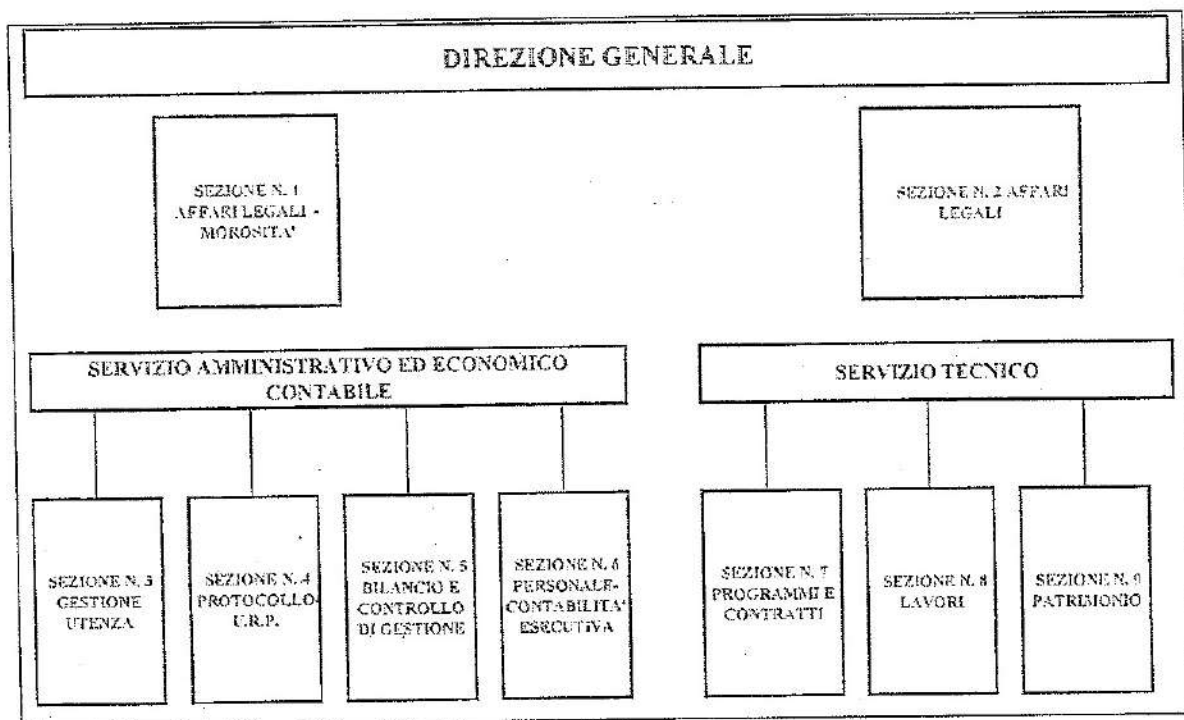 DIREZIONE GENERALE
SEZIONE N. 1
AFFARI LEGALI -
MOROSITA'
SEZIONE N. 2 AFFARI
LEGALI
SERVIZIO AMMINISTRATIVO ED ECONOMICO
CONTABILE
SERVIZIO TECNICO
SEZIONE N. 3
GESTIONE
UTENZA
SEZIONE N. 4
PROTOCOLLO-
U.R.P.
SEZIONE N. 5
BILANCIO E
CONTROLLO
DI GESTIONE
SEZIONE N. 6
PERSONALE-
CONTABILITA'
ESECUTIVA
SEZIONE N. 7
PROGRAMMI E
CONTRATTI
SEZIONE N. 8
LAVORI
SEZIONE N. 9
PATRIMONIO